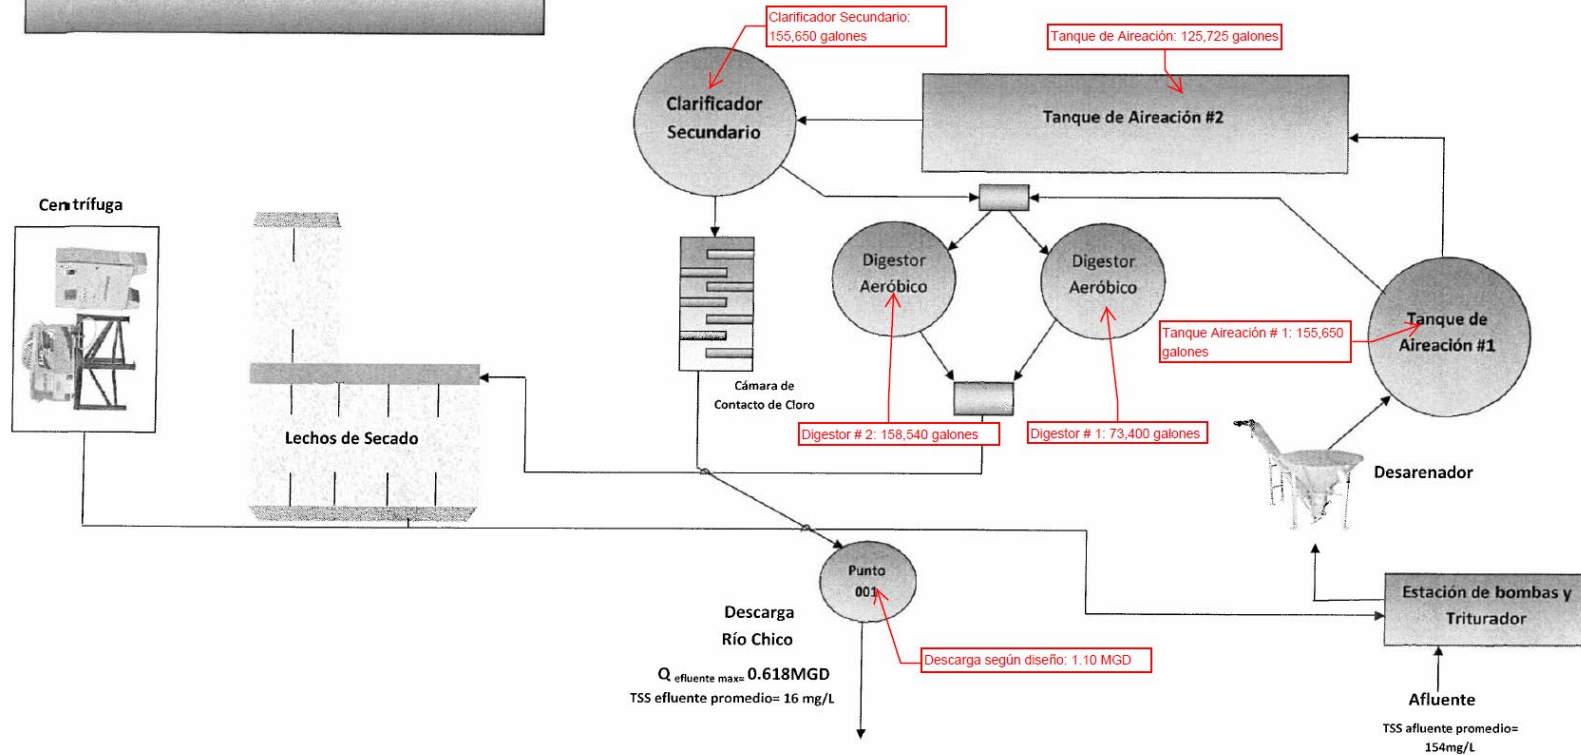 Clarificador Secundario:
155,650 galones
Tanque de Aireación: 125,725 galones
Clarificador
Secundario
Tanque de Aireación #2
Centrífuga
Digestor
Aeróbico
Digestor
Aeróbico
Tanque Aireación # 1: 155,650
galones
Tanque de
Aireación #1
Cámara de
Contacto de Cloro
Lechos de Secado
Digestor # 2: 158,540 galones
Digestor # 1: 73,400 galones
Desarenador
Punto
001
Descarga
Río Chico
Q efluente max= 0.618MGD
TSS efluente promedio= 16 mg/L
Descarga según diseño: 1.10 MGD
Estación de bombas y
Triturador
Afluente
TSS afluente promedio=
154mg/L